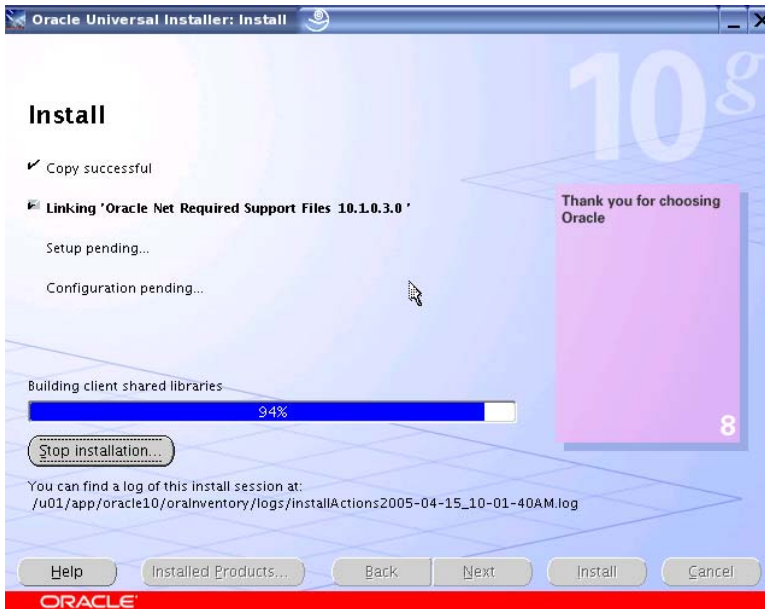 Oracle Universal Installer: Install
10g
Install
Copy successful
Linking 'Oracle Net Required Support Files 10.1.0.3.0 '
Setup pending...
Configuration pending...
Thank you for choosing
Oracle
8
Building client shared libraries
94%
Stop installation...
You can find a log of this install session at:
/u01/app/oracle10/oraInventory/logs/installActions2005-04-15_10-01-40AM.log
Help Installed Products... Back Next Install Cancel
ORACLE